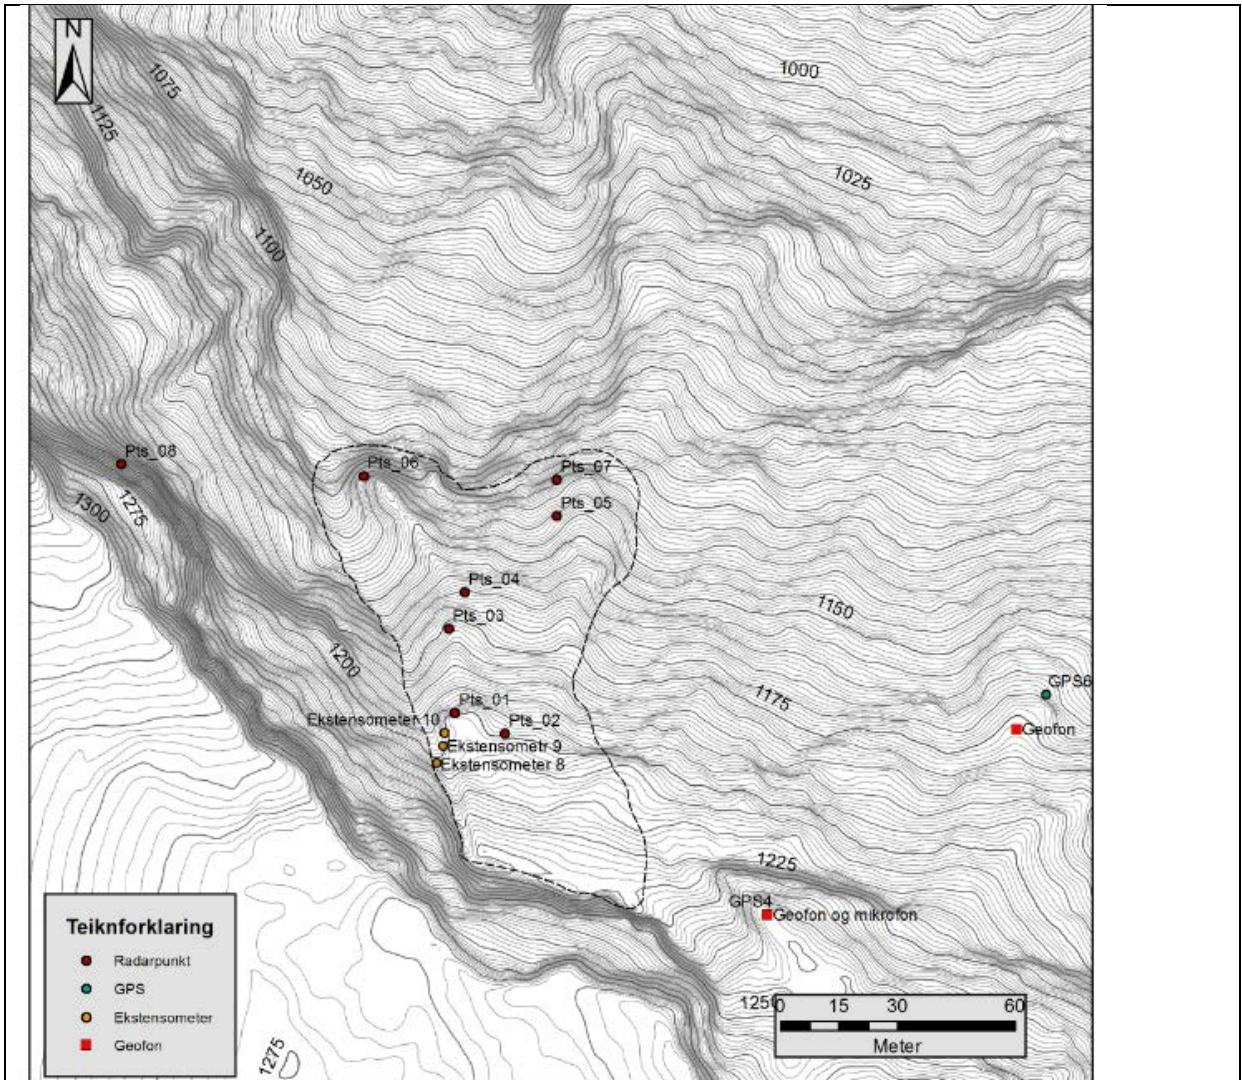 N
1000
1075
1125
1050
1025
1100
Pts_08
Pts_06
Pts_07
1275
1300
Pts_05
Pts_04
1150
Pts_03
1200
GPS6
1175
Pts_01
Ekstensometer 10
Pts_02
Geofon
Ekstensometr 9
Ekstensometer 8
1225
GPS4
Geofon og mikrofon
Teiknforklaring
Radarpunkt
GPS
Ekstensometer
Geofon
1250
0 15 30 60
Meter
1275